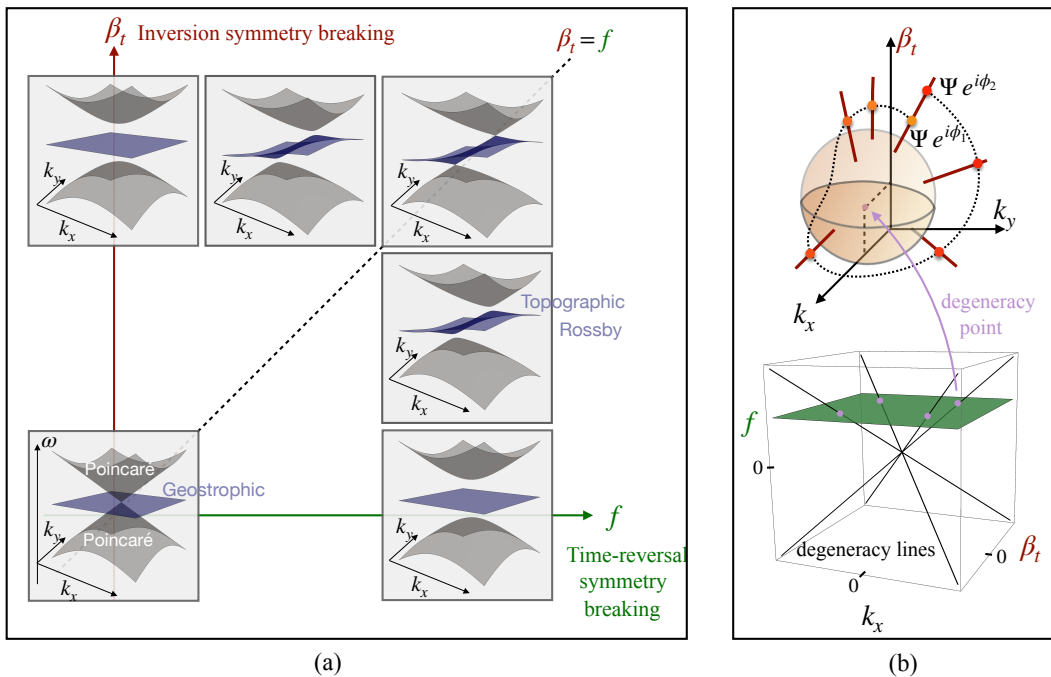 β_t Inversion symmetry breaking
β_t = f
k_y
k_x
k_y
k_x
k_y
k_x
Topographic
Rossby
k_y
k_x
ω
Poincaré
Geostrophic
Poincaré
k_y
k_x
k_y
k_x
f
Time-reversal
symmetry
breaking
(a)
β_t
Ψ e^{iϕ_2}
Ψ e^{iϕ_1}
k_y
k_x
degeneracy
point
f
0
degeneracy lines
0
β_t
0
k_x
(b)